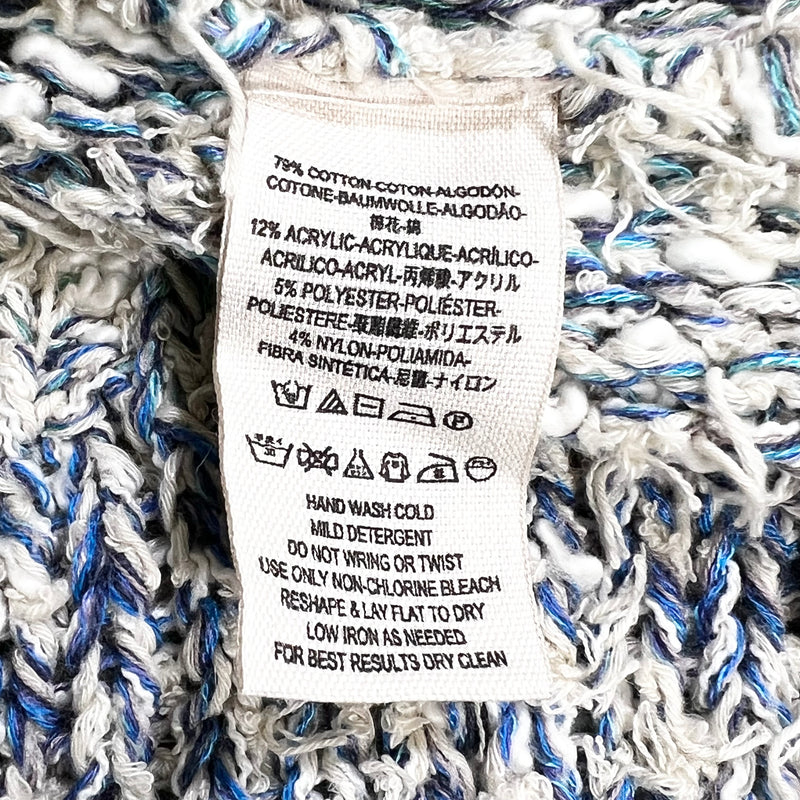 79% COTTON-COTON-ALGODÓN-
COTONE-BAUMWOLLE-ALGODÃO-
棉花-綿
12% ACRYLIC-ACRYLIQUE-ACRÍLICO-
ACRILICO-ACRYL-丙烯酸-アクリル
5% POLYESTER-POLIÉSTER-
POLIESTERE-聚酯纖維-ポリエステル
4% NYLON-POLIAMIDA-
FIBRA SINTÉTICA-尼龍-ナイロン
手洗イ
30
P
HAND WASH COLD
MILD DETERGENT
DO NOT WRING OR TWIST
USE ONLY NON-CHLORINE BLEACH
RESHAPE & LAY FLAT TO DRY
LOW IRON AS NEEDED
FOR BEST RESULTS DRY CLEAN